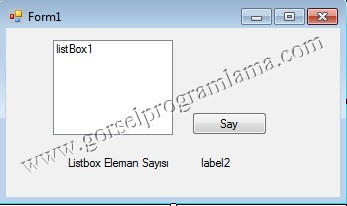 Form1
listBox1
Say
www.gorselprogramlama.com
Listbox Eleman Sayısı
label2